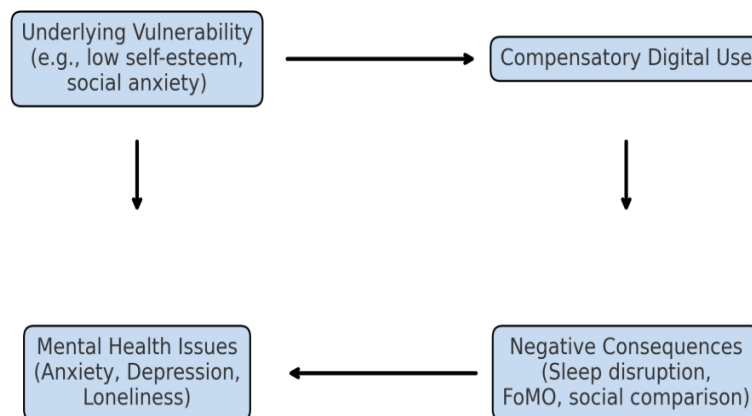 Underlying Vulnerability
(e.g., low self-esteem,
social anxiety)
Compensatory Digital Use
Mental Health Issues
(Anxiety, Depression,
Loneliness)
Negative Consequences
(Sleep disruption,
FoMO, social comparison)